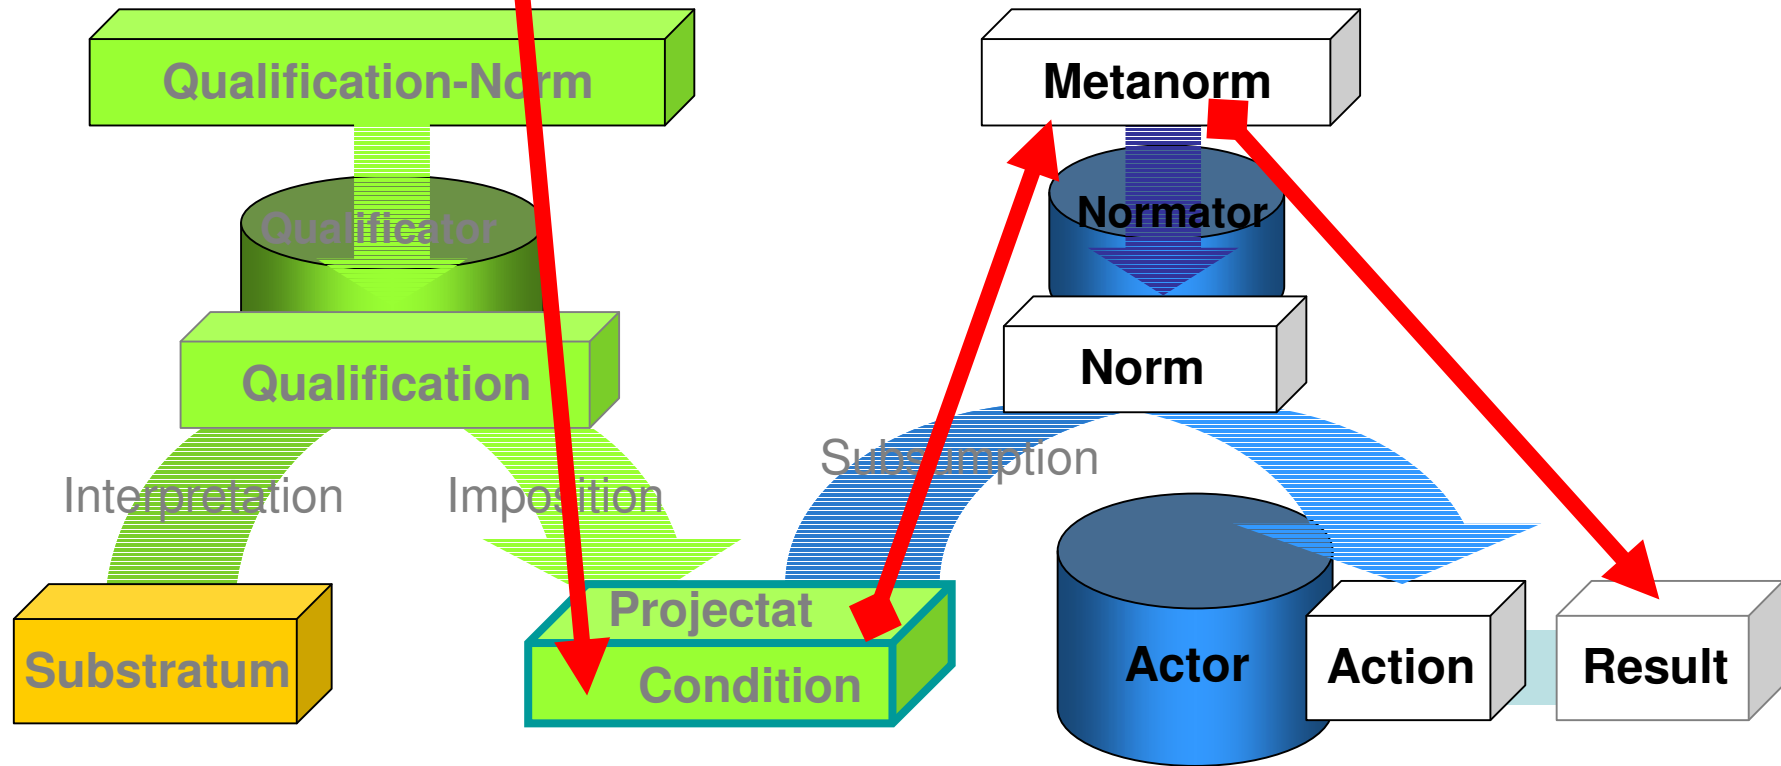 Qualification-Norm
Metanorm
Qualificator
Normator
Qualification
Norm
Subsumption
Interpretation
Imposition
Projectat
Substratum
Condition
Actor
Action
Result